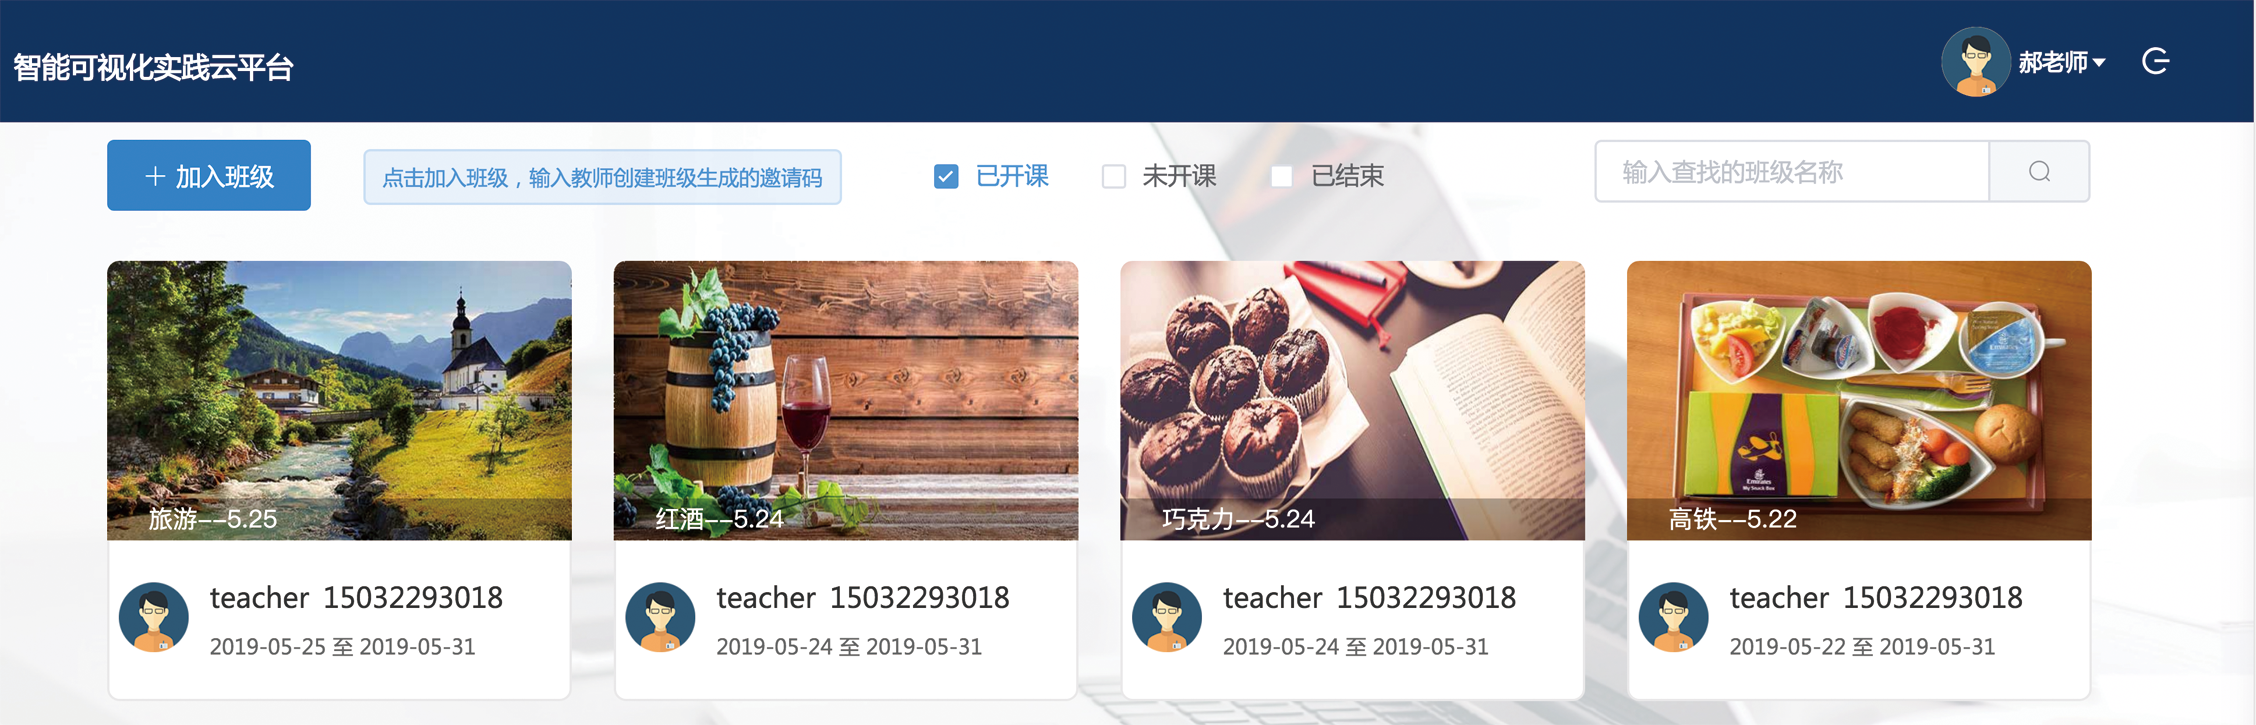 智能可视化实践云平台
郝老师
加入班级
点击加入班级，输入教师创建班级生成的邀请码
已开课
未开课
已结束
输入查找的班级名称
旅游--5.25
红酒--5.24
巧克力--5.24
Emirates
Emirates
My Snack Box
高铁--5.22
teacher 15032293018
2019-05-25 至 2019-05-31
teacher 15032293018
2019-05-24 至 2019-05-31
teacher 15032293018
2019-05-24 至 2019-05-31
teacher 15032293018
2019-05-22 至 2019-05-31